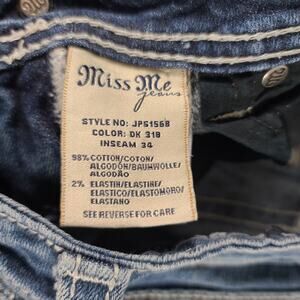 Miss Me
jeans
STYLE NO: JP5156B
COLOR: DK 318
INSEAM 34
98% COTTON/COTON/
ALGODÓN/BAUMWOLLE/
ALGODÃO
2% ELASTIN/ELASTINE/
ELASTICO/ELASTOMORO/
ELASTANO
SEE REVERSE FOR CARE